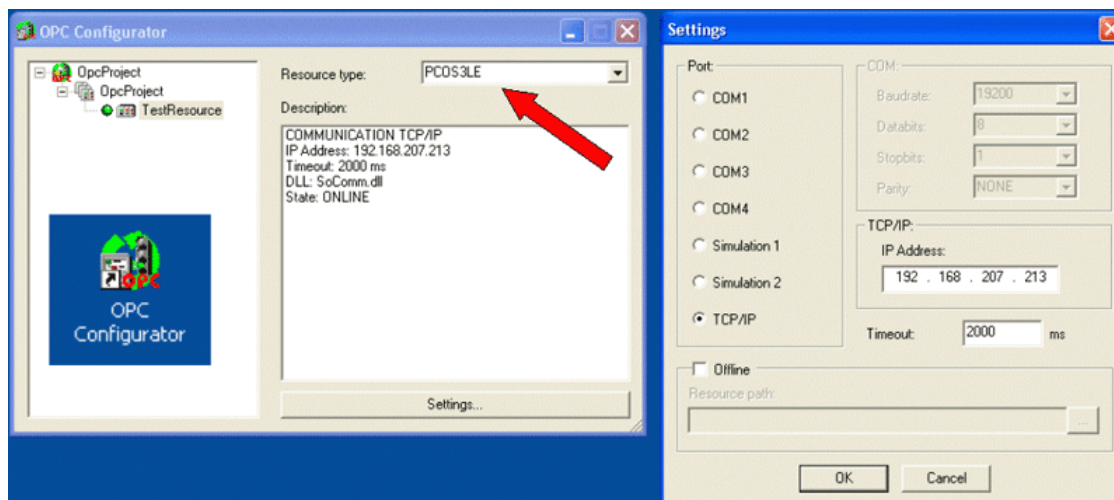 OPC Configurator
OpcProject
OpcProject
TestResource
OPC
OPC
Configurator
Resource type:
PCOS3LE
Description:
COMMUNICATION TCP/IP
IP Address: 192.168.207.213
Timeout: 2000 ms
DLL: SoComm.dll
State: ONLINE
Settings...
Settings
Port:
COM1
COM2
COM3
COM4
Simulation 1
Simulation 2
TCP/IP
COM:
Baudrate:
19200
Databits:
8
Stopbits:
1
Parity:
NONE
TCP/IP:
IP Address:
192 . 168 . 207 . 213
Timeout:
2000
ms
Offline
Resource path:
...
OK
Cancel